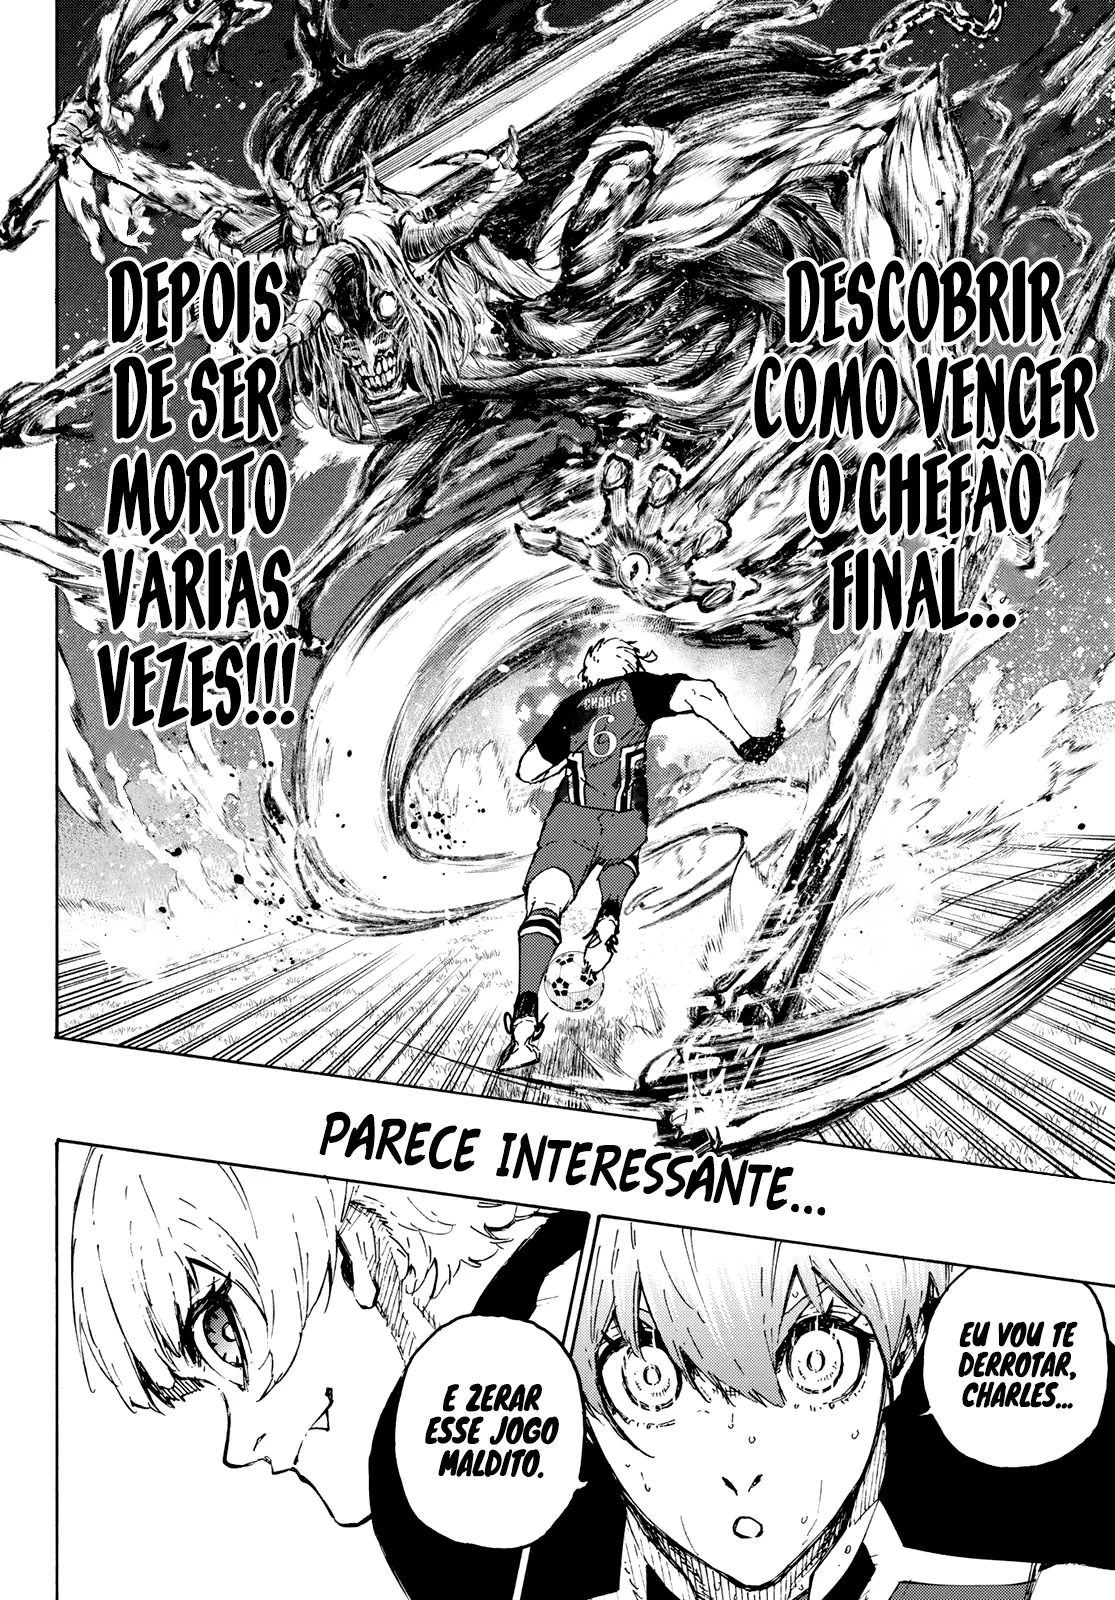 DESCOBRIR
COMO VENCER
O CHEFÃO
FINAL...
DEPOIS
DE SER
MORTO
VÁRIAS
VEZES!!!
CHARLES
6
PARECE INTERESSANTE...
EU VOU TE
DERROTAR,
CHARLES...
E ZERAR
ESSE JOGO
MALDITO.